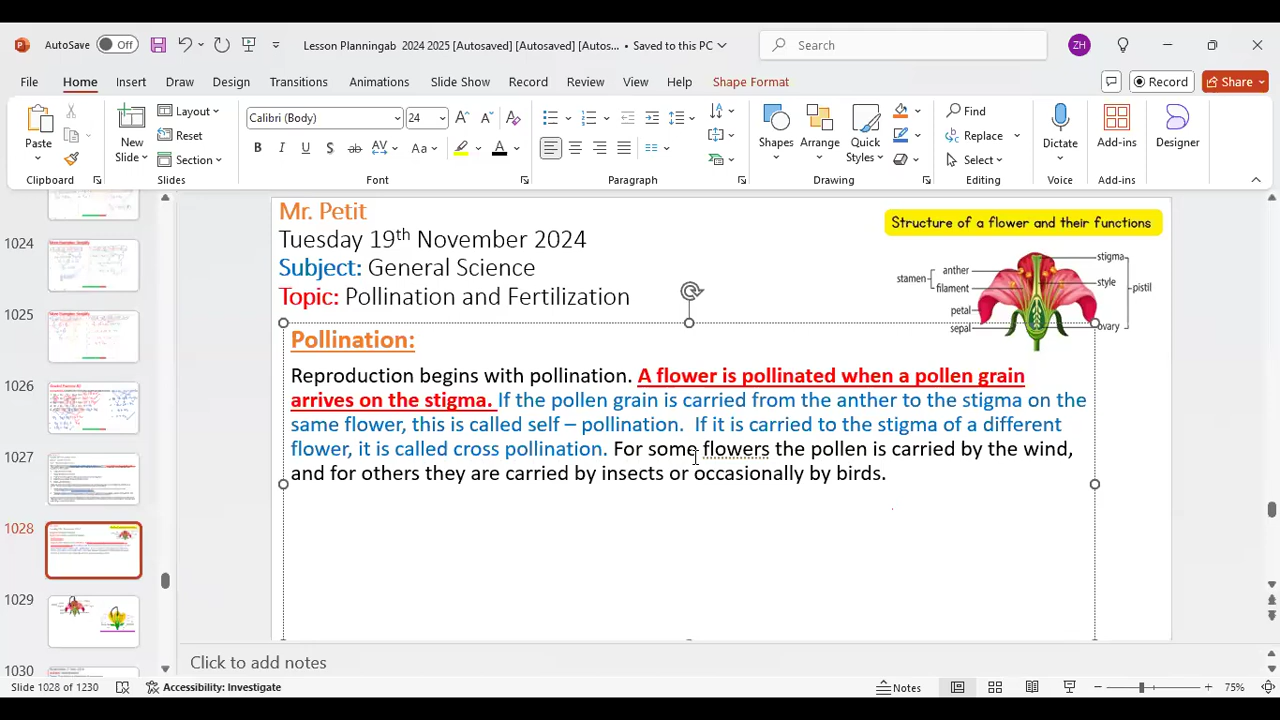 AutoSave Off Lesson Planningab 2024 2025 [Autosaved] [Autosaved] [Autos... • Saved to this PC Search ZH
File Home Insert Draw Design Transitions Animations Slide Show Record Review View Help Shape Format Record Share
Paste
Clipboard
New Slide
Layout
Reset
Section
Slides
Calibri (Body) 24
Font
Paragraph
Shapes
Arrange
Quick Styles
Drawing
Find
Replace
Select
Editing
Dictate
Voice
Add-ins
Add-ins
Designer
1024
1025
1026
1027
1028
1029
1030
Mr. Petit
Tuesday 19th November 2024
Subject: General Science
Topic: Pollination and Fertilization
Structure of a flower and their functions
stamen
anther
filament
petal
sepal
stigma
style
pistil
ovary
Pollination:
Reproduction begins with pollination. A flower is pollinated when a pollen grain
arrives on the stigma. If the pollen grain is carried from the anther to the stigma on the
same flower, this is called self – pollination. If it is carried to the stigma of a different
flower, it is called cross pollination. For some flowers the pollen is carried by the wind,
and for others they are carried by insects or occasionally by birds.
Click to add notes
Slide 1028 of 1230 Accessibility: Investigate Notes 75%